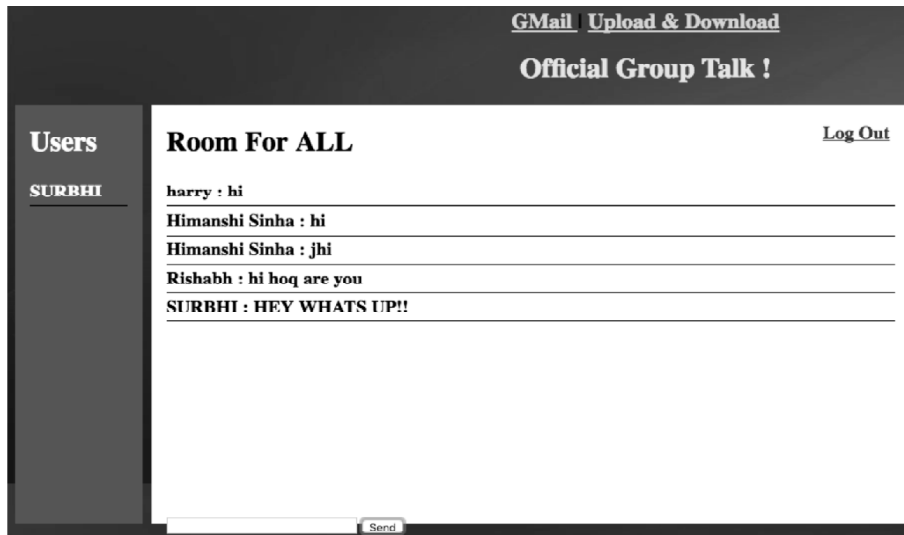 GMail | Upload & Download
Official Group Talk !
Users
SURBHI
Room For ALL
Log Out
harry : hi
Himanshi Sinha : hi
Himanshi Sinha : jhi
Rishabh : hi hoq are you
SURBHI : HEY WHATS UP!!
Send